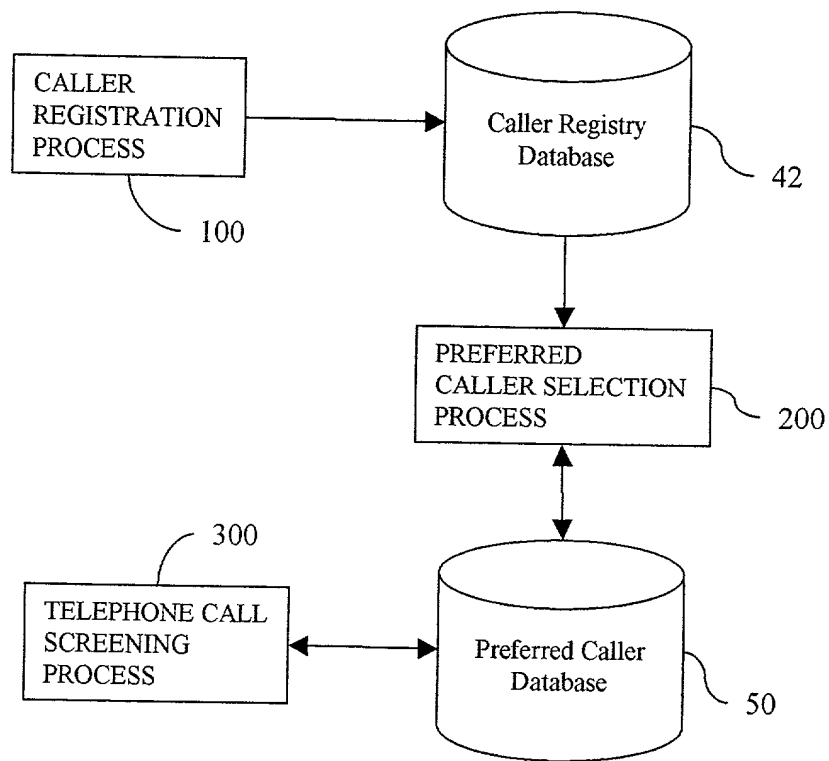 CALLER
REGISTRATION
PROCESS
100
Caller Registry
Database
42
PREFERRED
CALLER SELECTION
PROCESS
200
300
TELEPHONE CALL
SCREENING
PROCESS
Preferred Caller
Database
50